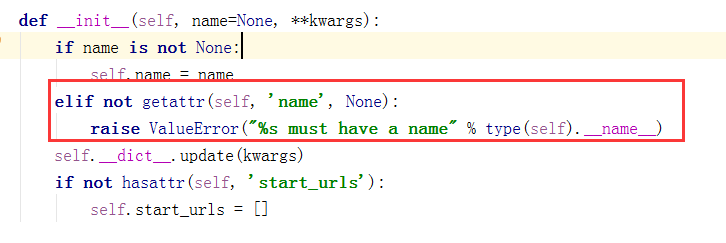 def __init__(self, name=None, **kwargs):
if name is not None:
self.name = name
elif not getattr(self, 'name', None):
raise ValueError("%s must have a name" % type(self).__name__)
self.__dict__.update(kwargs)
if not hasattr(self, 'start_urls'):
self.start_urls = []